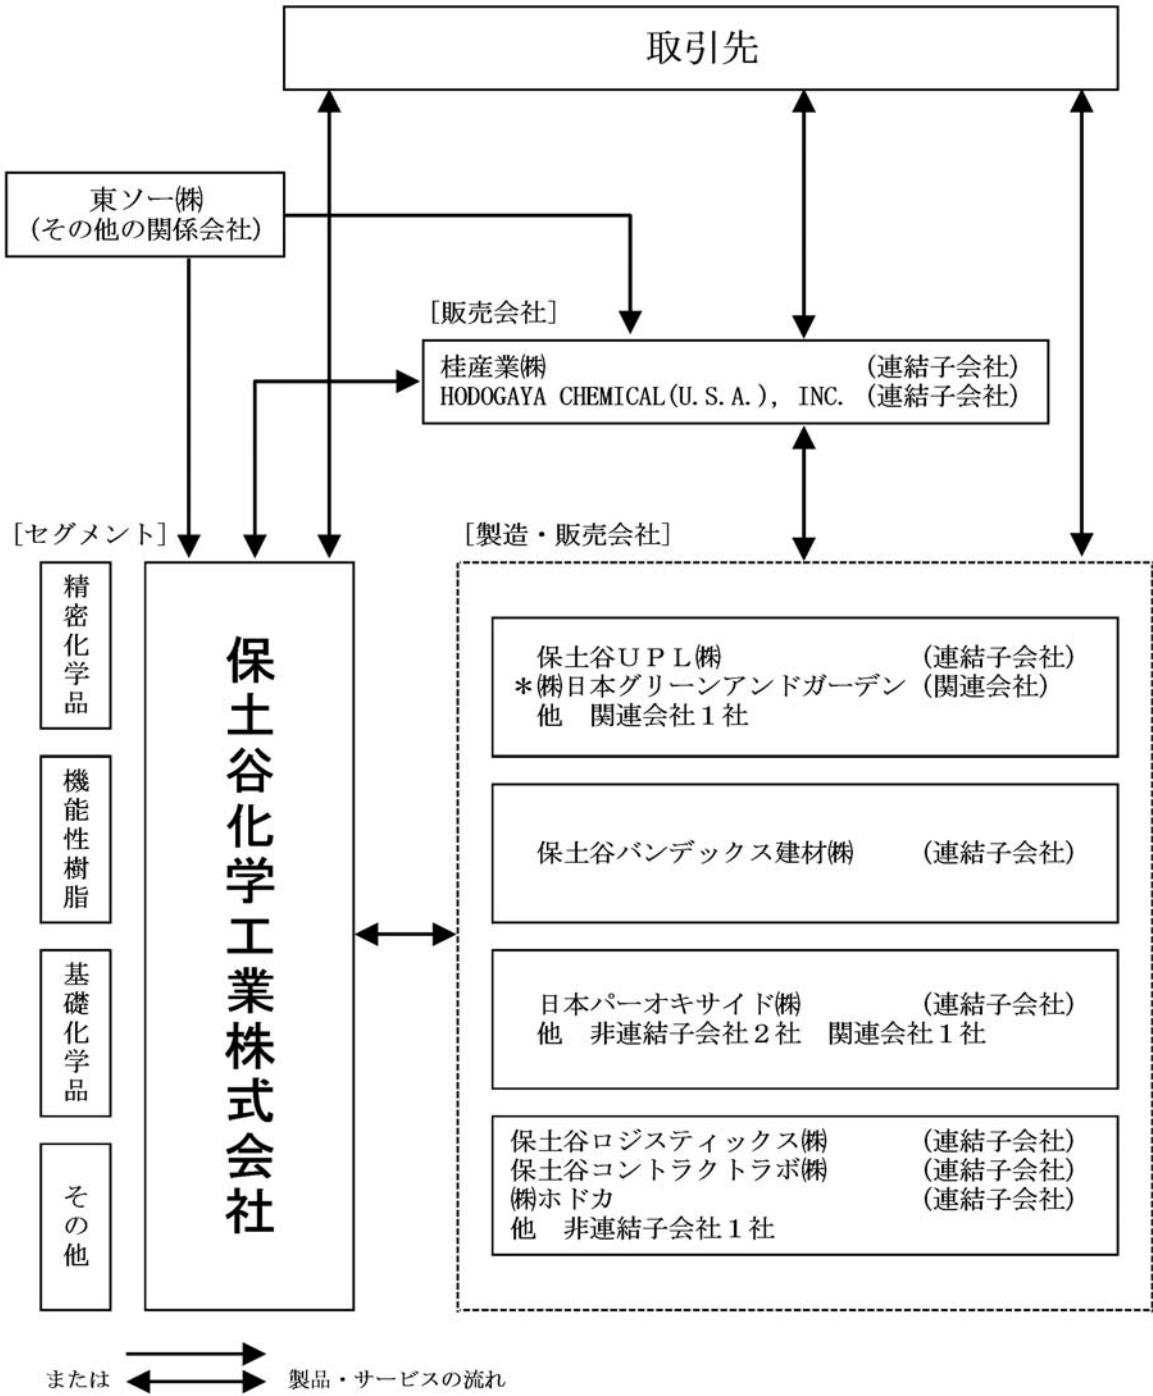 取引先
東ソー㈱
(その他の関係会社)
[販売会社]
桂産業㈱ (連結子会社)
HODOGAYA CHEMICAL(U.S.A.), INC. (連結子会社)
[セグメント]
[製造・販売会社]
精密化学品
機能性樹脂
基礎化学品
その他
保土谷化学工業株式会社
保土谷UPL㈱ (連結子会社)
*㈱日本グリーンアンドガーデン (関連会社)
他 関連会社1社
保土谷バンデックス建材㈱ (連結子会社)
日本パーオキサイド㈱ (連結子会社)
他 非連結子会社2社 関連会社1社
保土谷ロジスティックス㈱ (連結子会社)
保土谷コントラクトラボ㈱ (連結子会社)
㈱ホドカ (連結子会社)
他 非連結子会社1社
または 製品・サービスの流れ